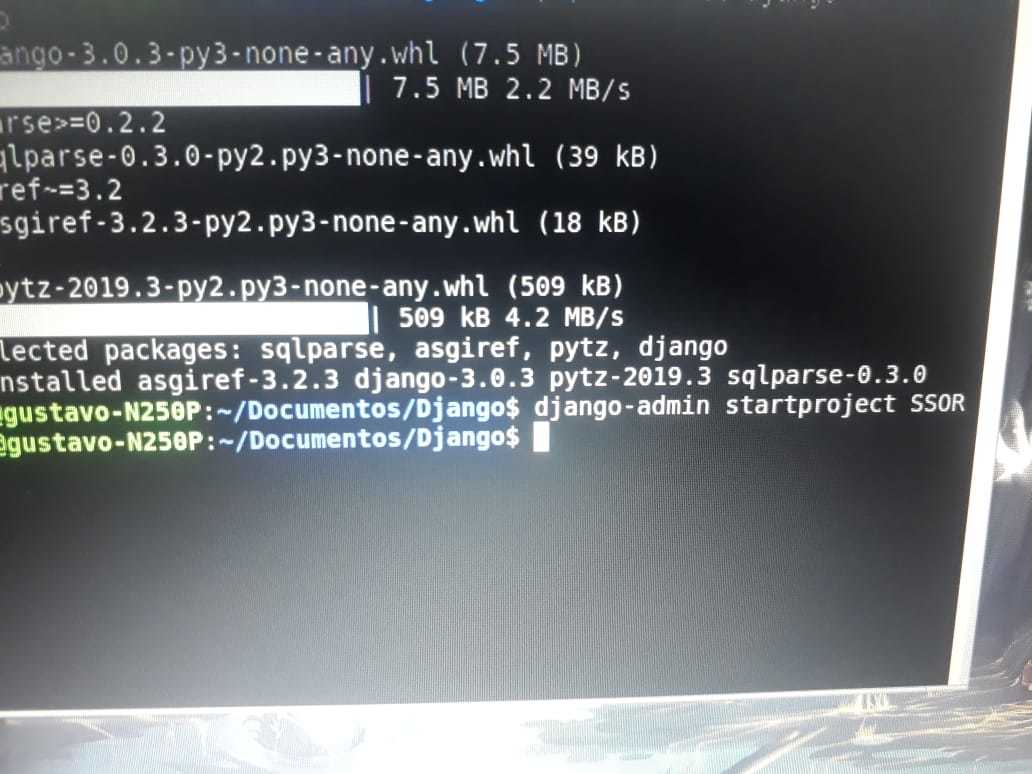 ango-3.0.3-py3-none-any.whl (7.5 MB)
| 7.5 MB 2.2 MB/s
arse>=0.2.2
qlparse-0.3.0-py2.py3-none-any.whl (39 kB)
ref~=3.2
sgiref-3.2.3-py2.py3-none-any.whl (18 kB)
pytz-2019.3-py2.py3-none-any.whl (509 kB)
| 509 kB 4.2 MB/s
lected packages: sqlparse, asgiref, pytz, django
nstalled asgiref-3.2.3 django-3.0.3 pytz-2019.3 sqlparse-0.3.0
@gustavo-N250P:~/Documentos/Django$ django-admin startproject SSOR
@gustavo-N250P:~/Documentos/Django$